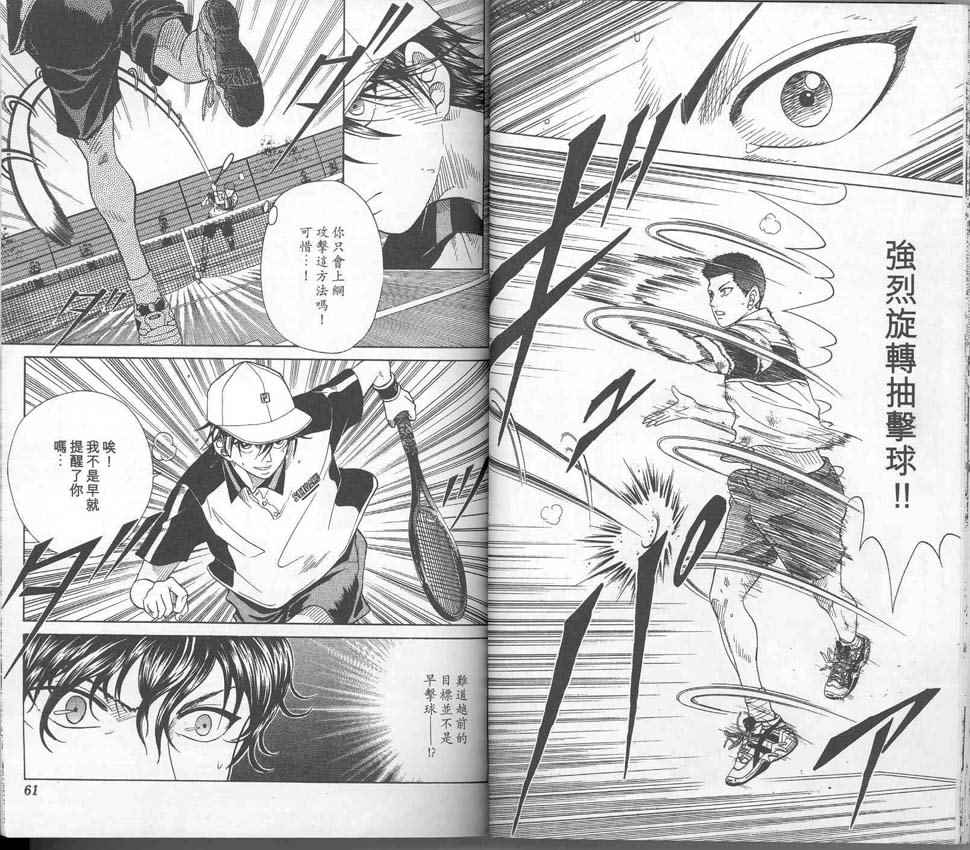 強烈旋轉抽擊球!!
ダッ
你只會上網
攻擊這方法嗎!
可惜…!
唉!
我不是早就
提醒了你
嗎…
難道越前的
目標並不是
早擊球——!?
61